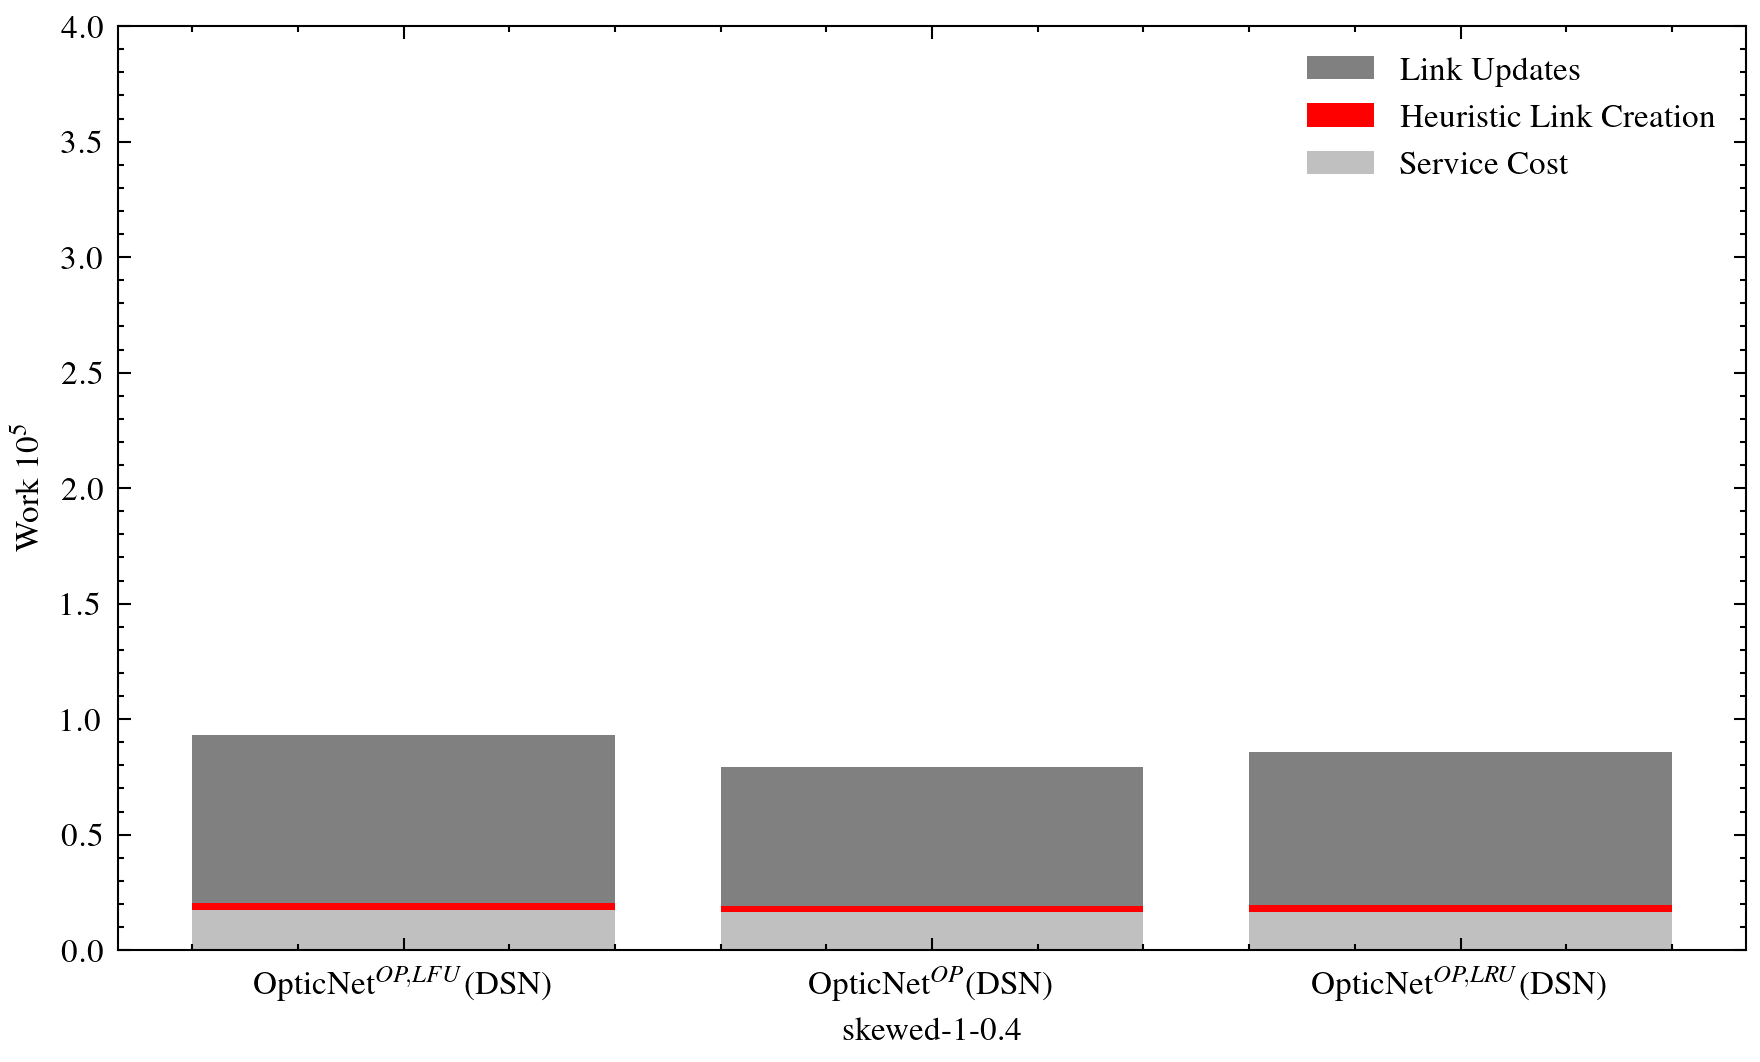 4.0
3.5
3.0
2.5
2.0
1.5
1.0
0.5
0.0
Work 10^5
Link Updates
Heuristic Link Creation
Service Cost
OpticNet^{OP,LFU}(DSN)
OpticNet^{OP}(DSN)
OpticNet^{OP,LRU}(DSN)
skewed-1-0.4